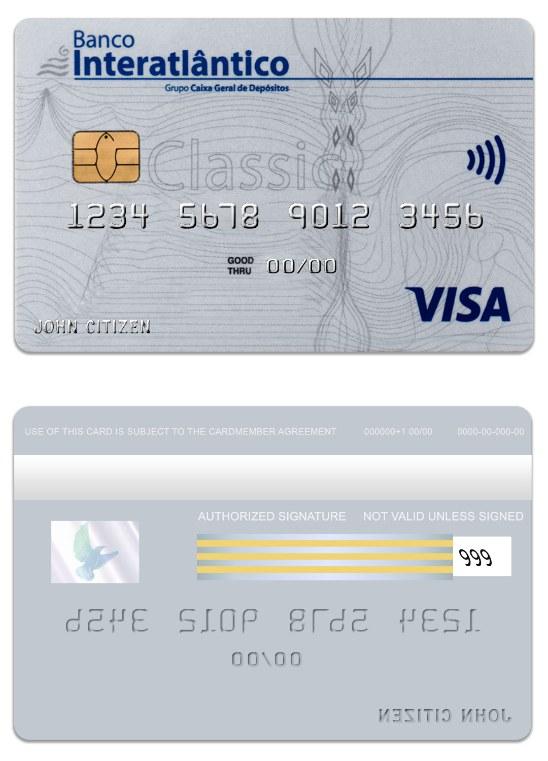 Banco
Interatlântico
Grupo Caixa Geral de Depósitos
Classic
1234 5678 9012 3456
GOOD THRU 00/00
VISA
JOHN CITIZEN
USE OF THIS CARD IS SUBJECT TO THE CARDMEMBER AGREEMENT 000000+1 00/00 0000-00-000-00
AUTHORIZED SIGNATURE NOT VALID UNLESS SIGNED
999
1234 5678 9012 3456
00/00
JOHN CITIZEN